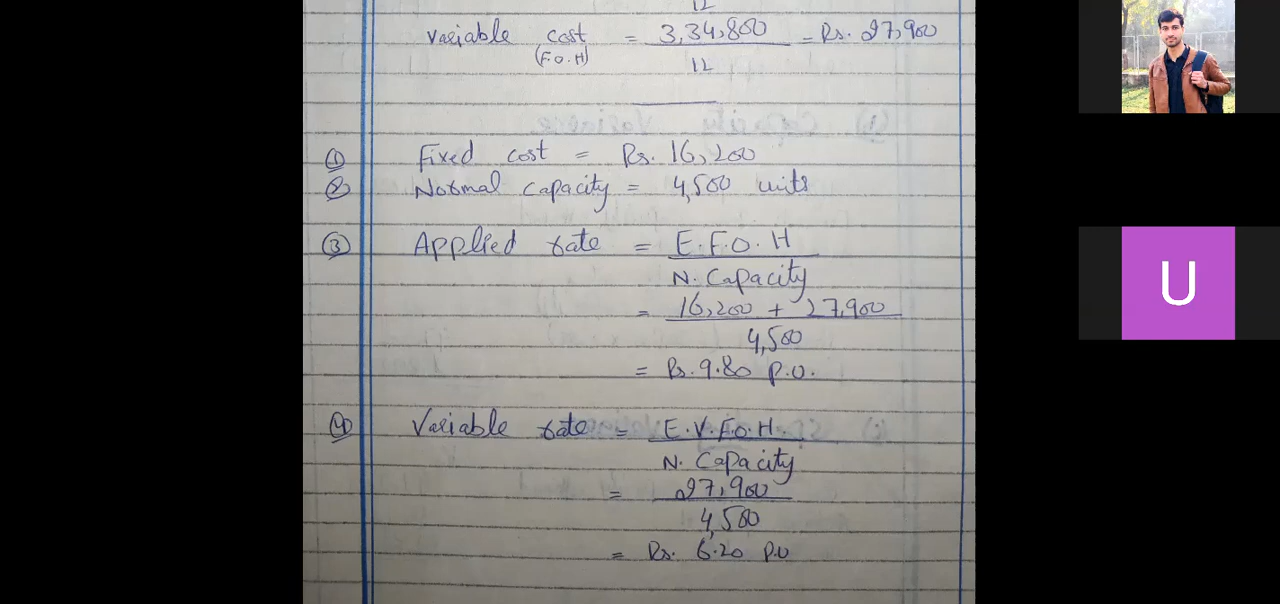 12
Variable cost = 3,34,800 = Rs. 27,900
(F.O.H) 12
① Fixed cost = Rs. 16,200
② Normal capacity = 4,500 units
③ Applied rate = E.F.O.H
N. Capacity
= 16,200 + 27,900
4,500
= Rs. 9.80 P.U.
④ Variable rate = E.V.F.O.H.
N. Capacity
= 27,900
4,500
= Rs. 6.20 P.U
U